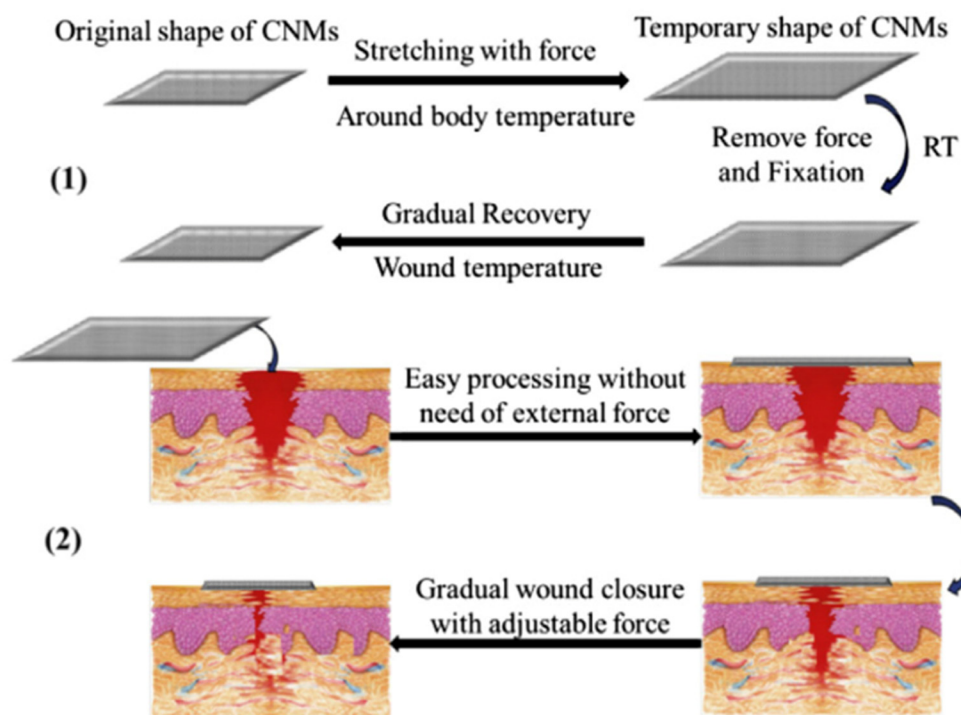 Original shape of CNMs
Stretching with force
Temporary shape of CNMs
Around body temperature
Remove force
and Fixation
RT
(1)
Gradual Recovery
Wound temperature
Easy processing without
need of external force
(2)
Gradual wound closure
with adjustable force